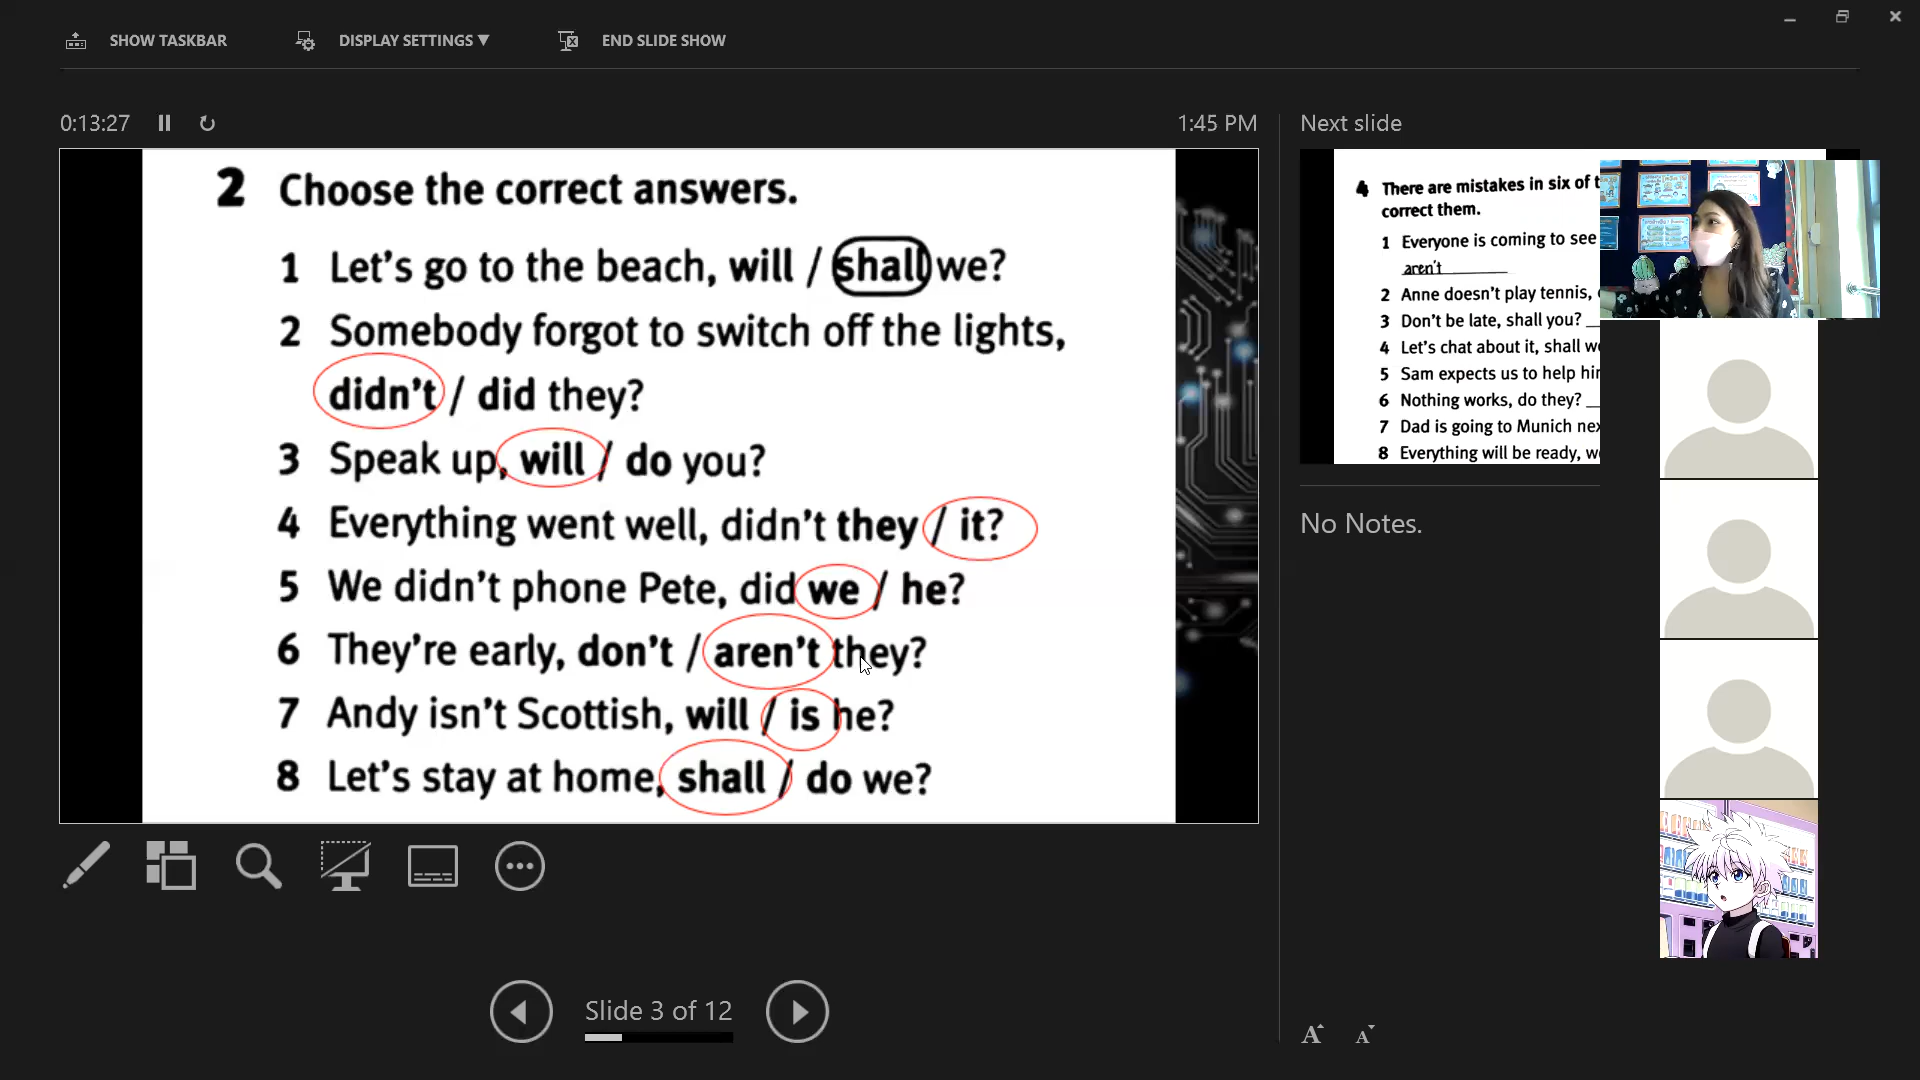 SHOW TASKBAR
DISPLAY SETTINGS ▼
END SLIDE SHOW
0:13:27
1:45 PM
2 Choose the correct answers.
1 Let's go to the beach, will / shall we?
2 Somebody forgot to switch off the lights,
didn't / did they?
3 Speak up, will / do you?
4 Everything went well, didn't they / it?
5 We didn't phone Pete, did we / he?
6 They're early, don't / aren't they?
7 Andy isn't Scottish, will / is he?
8 Let's stay at home, shall / do we?
Slide 3 of 12
Next slide
4 There are mistakes in six of
correct them.
1 Everyone is coming to see
aren't
2 Anne doesn't play tennis,
3 Don't be late, shall you?
4 Let's chat about it, shall
5 Sam expects us to help
6 Nothing works, do they?
7 Dad is going to Munich
8 Everything will be ready,
No Notes.
A A